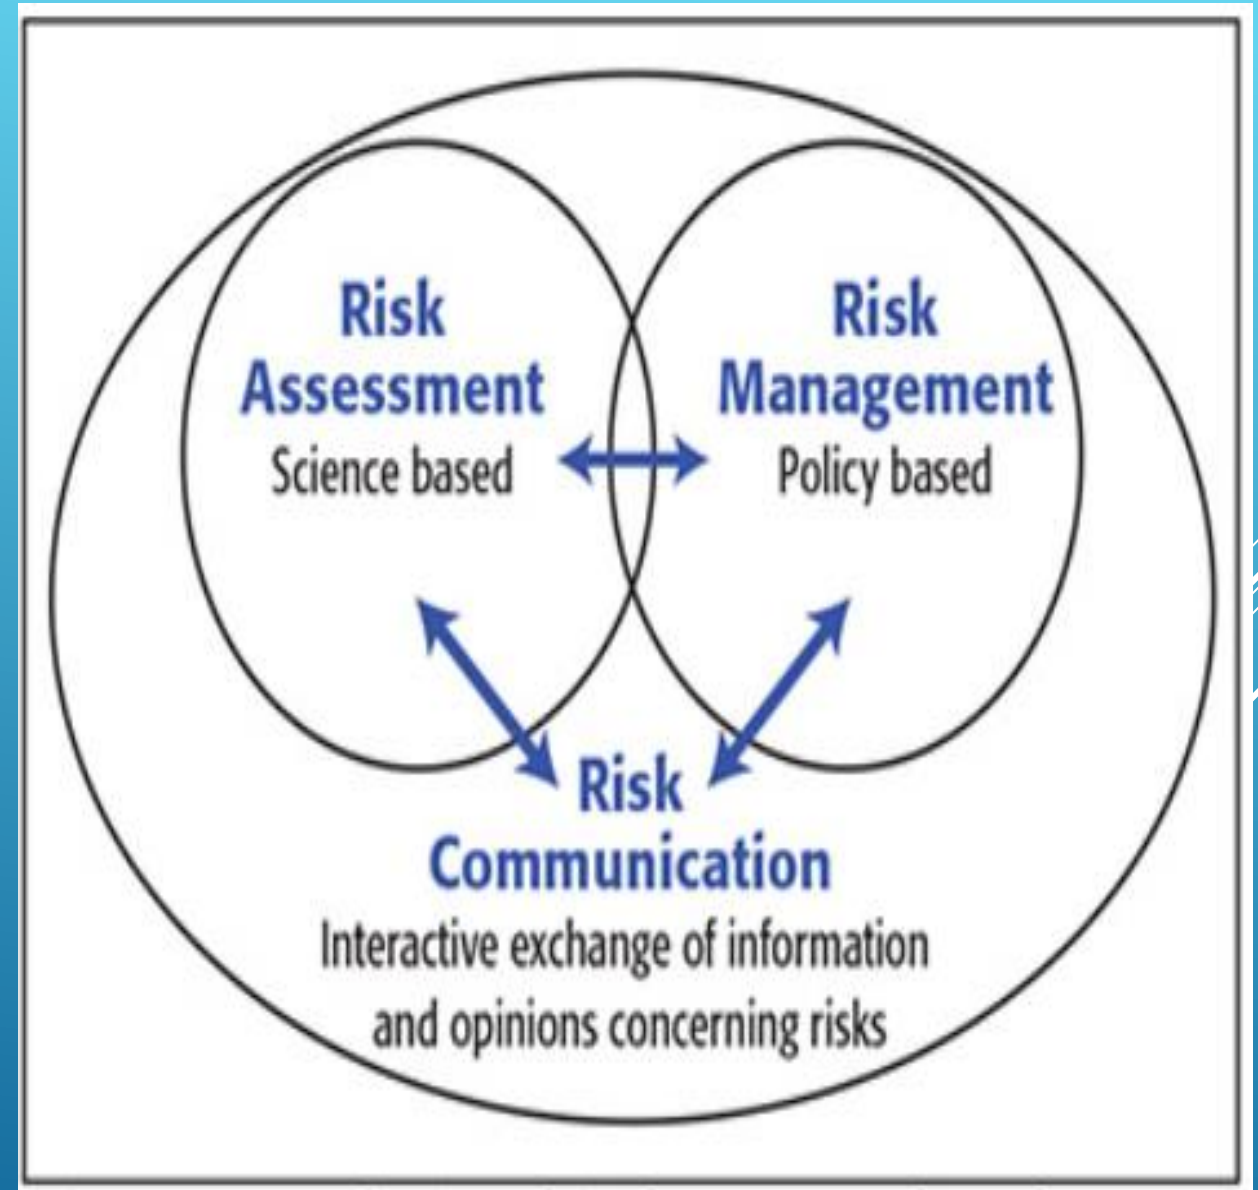 Risk
Assessment
Science based
Risk
Management
Policy based
Risk
Communication
Interactive exchange of information
and opinions concerning risks